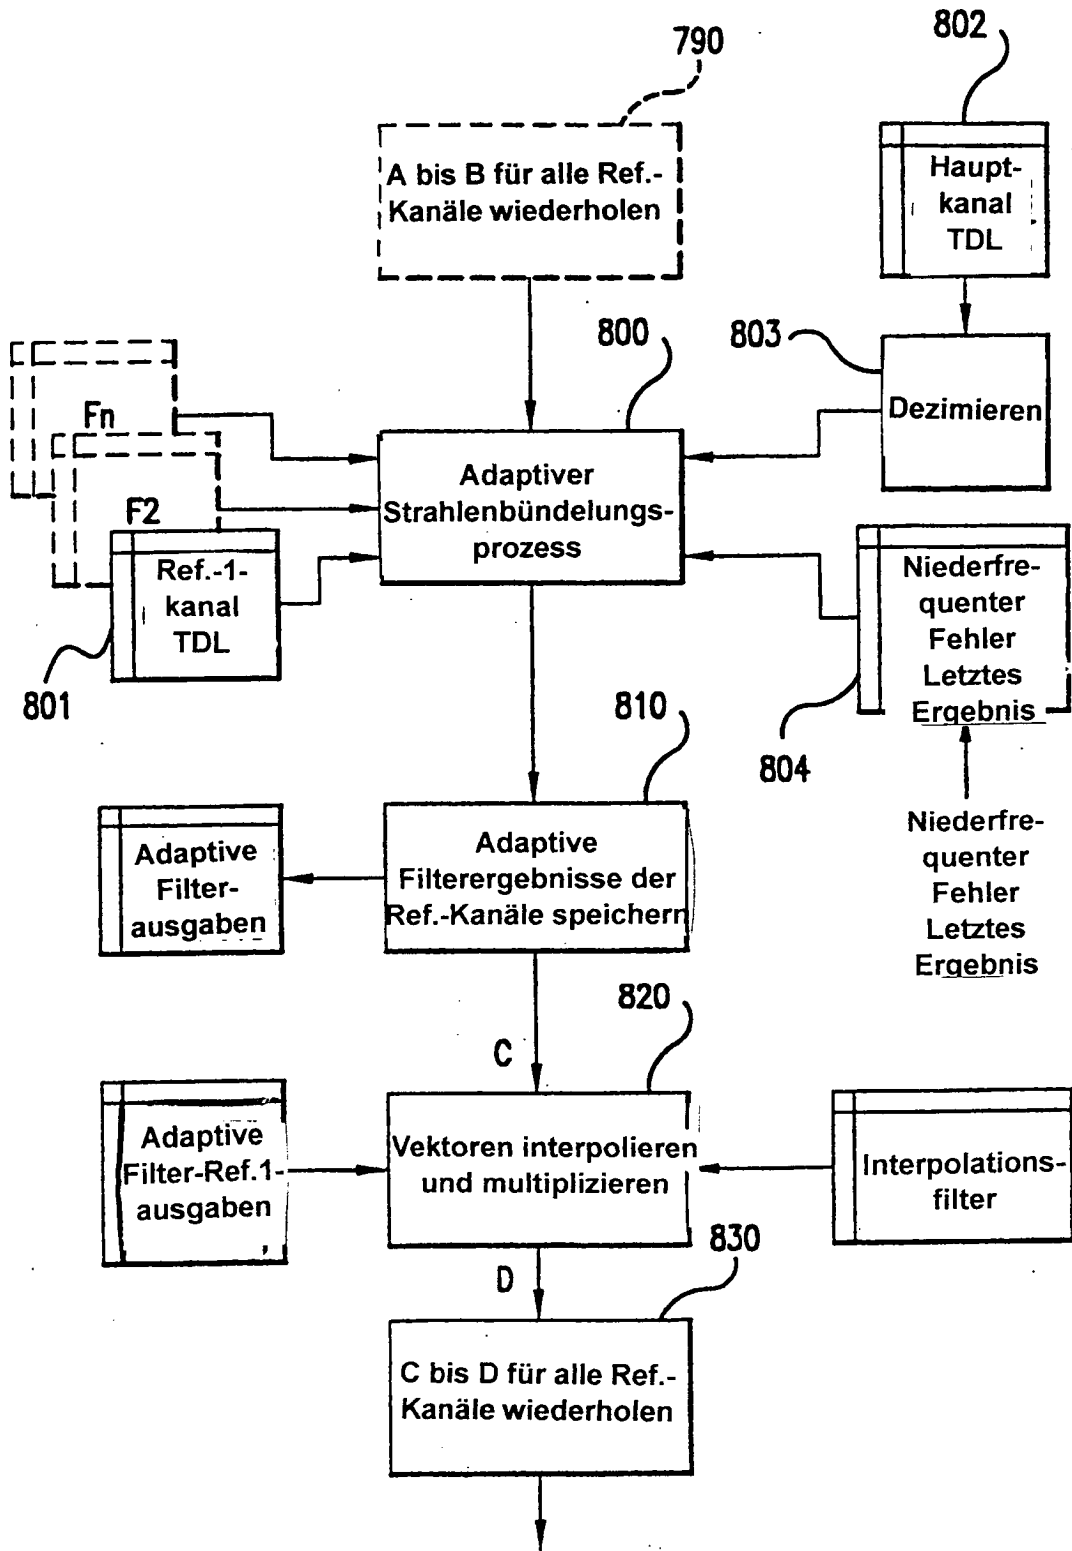 790
A bis B für alle Ref.-
Kanäle wiederholen
802
Haupt-
kanal
TDL
800
803
Dezimieren
Fn
F2
Ref.-1-
kanal
TDL
801
Adaptiver
Strahlenbündelungs-
prozess
Niederfre-
quenter
Fehler
Letztes
Ergebnis
804
Niederfre-
quenter
Fehler
Letztes
Ergebnis
810
Adaptive
Filterergebnisse der
Ref.-Kanäle speichern
Adaptive
Filter-
ausgaben
C
820
Adaptive
Filter-Ref.1-
ausgaben
Vektoren interpolieren
und multiplizieren
Interpolations-
filter
D
830
C bis D für alle Ref.-
Kanäle wiederholen